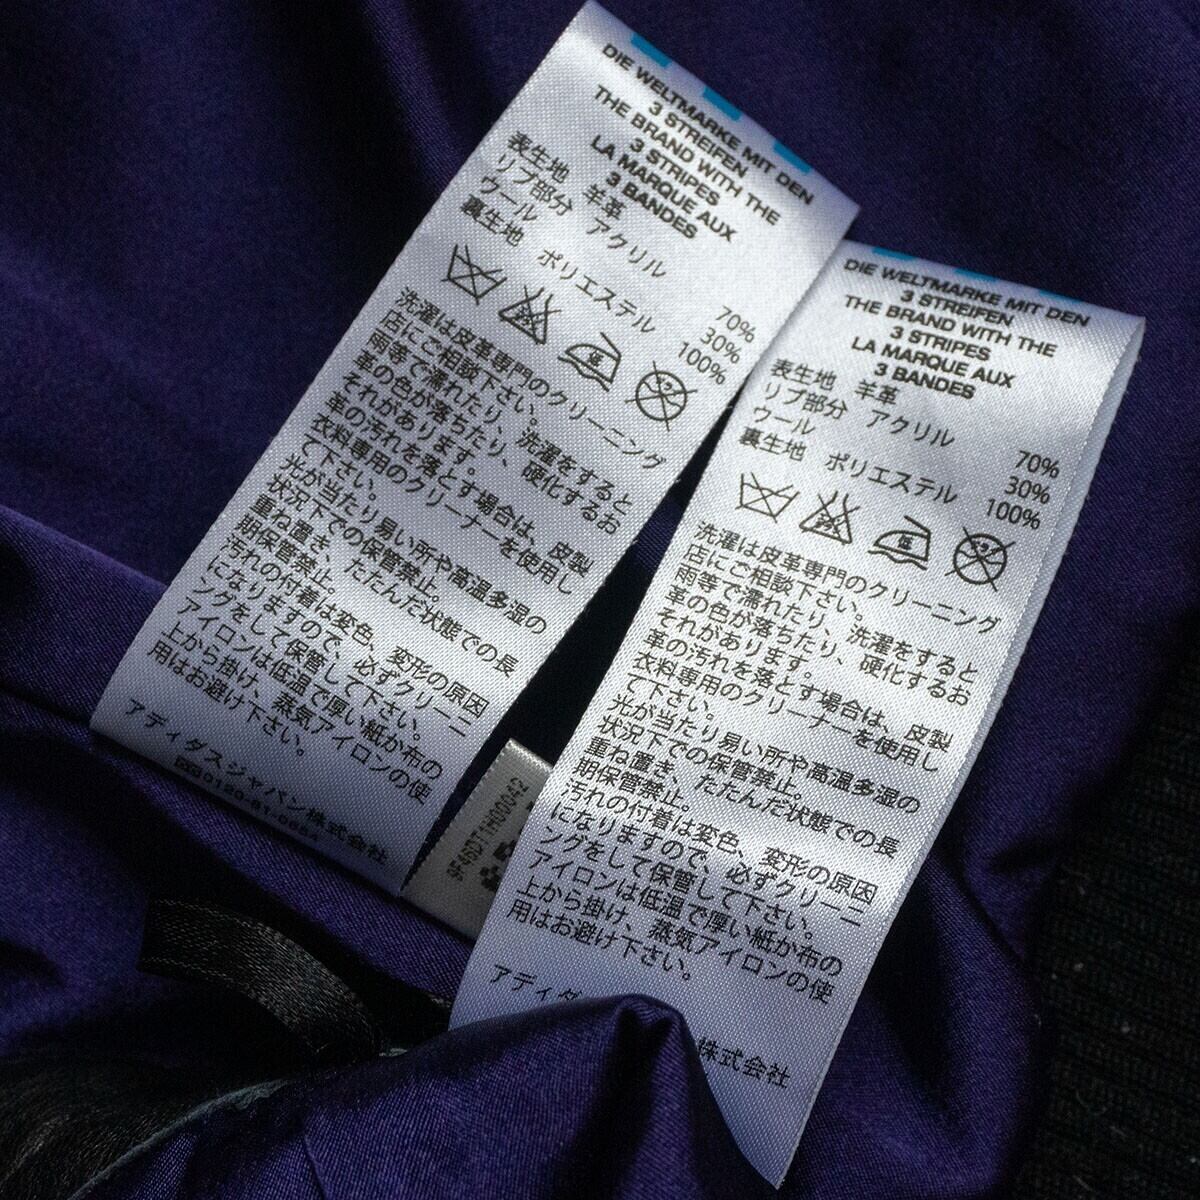 DIE WELTMARKE MIT DEN
3 STREIFEN
THE BRAND WITH THE
3 STRIPES
LA MARQUE AUX
3 BANDES
表生地 羊革
リブ部分 アクリル 70%
ウール 30%
裏生地 ポリエステル 100%
洗濯は皮革専門のクリーニング
店にご相談下さい。
雨等で濡れたり、洗濯をすると
革の色が落ちたり、硬化するお
それがあります。
革の汚れを落とす場合は、皮製
衣料専用のクリーナーを使用し
て下さい。
光が当たり易い所や高温多湿の
状況下での保管禁止。
重ね置き、たたんだ状態での長
期保管禁止。
汚れの付着は変色、変形の原因
になりますので、必ずクリーニ
ングをして保管して下さい。
アイロンは低温で厚い紙か布の
上から掛け、蒸気アイロンの使
用はお避け下さい。
アディダスジャパン株式会社
DIE WELTMARKE MIT DEN
3 STREIFEN
THE BRAND WITH THE
3 STRIPES
LA MARQUE AUX
3 BANDES
表生地 羊革
リブ部分 アクリル 70%
ウール 30%
裏生地 ポリエステル 100%
洗濯は皮革専門のクリーニング
店にご相談下さい。
雨等で濡れたり、洗濯をすると
革の色が落ちたり、硬化するお
それがあります。
革の汚れを落とす場合は、皮製
衣料専用のクリーナーを使用し
て下さい。
光が当たり易い所や高温多湿の
状況下での保管禁止。
重ね置き、たたんだ状態での長
期保管禁止。
汚れの付着は変色、変形の原因
になりますので、必ずクリーニ
ングをして保管して下さい。
アイロンは低温で厚い紙か布の
上から掛け、蒸気アイロンの使
用はお避け下さい。
アディダ 株式会社